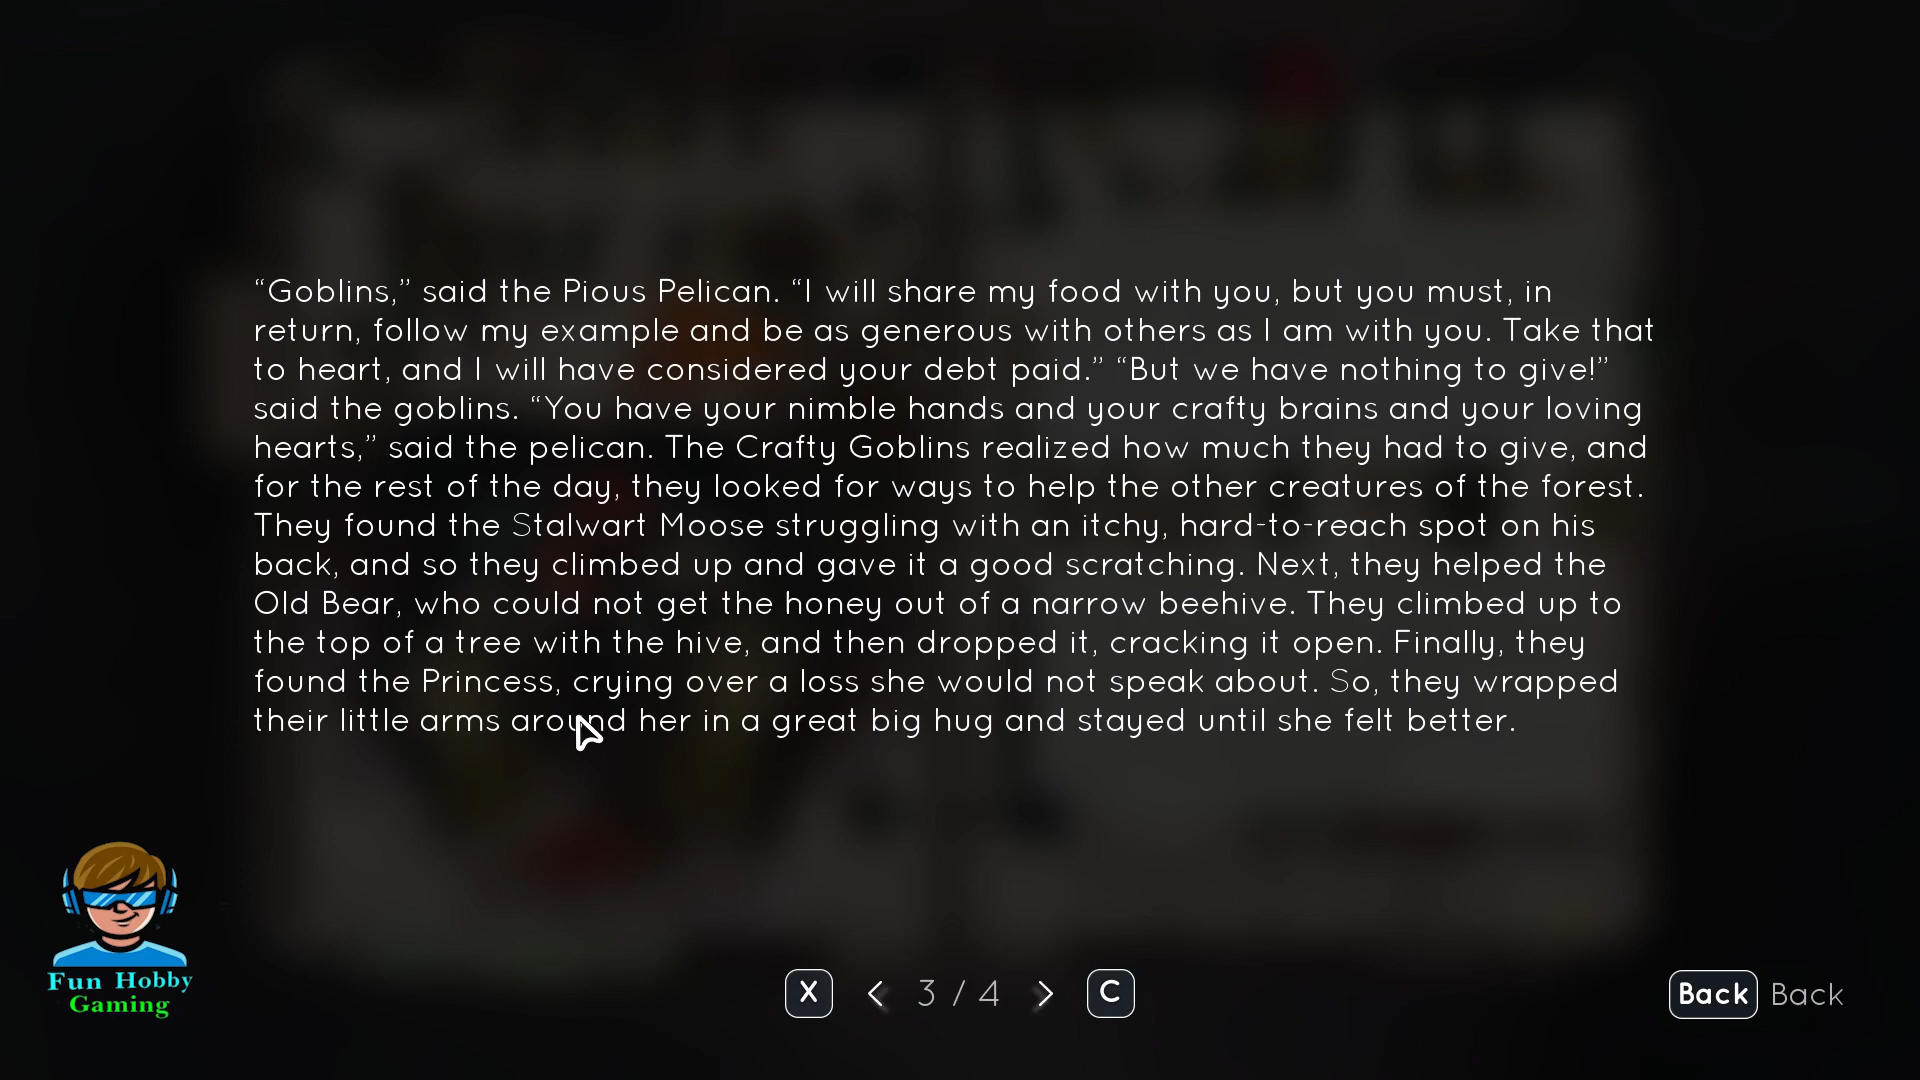 “Goblins,” said the Pious Pelican. “I will share my food with you, but you must, in
return, follow my example and be as generous with others as I am with you. Take that
to heart, and I will have considered your debt paid.” “But we have nothing to give!”
said the goblins. “You have your nimble hands and your crafty brains and your loving
hearts,” said the pelican. The Crafty Goblins realized how much they had to give, and
for the rest of the day, they looked for ways to help the other creatures of the forest.
They found the Stalwart Moose struggling with an itchy, hard-to-reach spot on his
back, and so they climbed up and gave it a good scratching. Next, they helped the
Old Bear, who could not get the honey out of a narrow beehive. They climbed up to
the top of a tree with the hive, and then dropped it, cracking it open. Finally, they
found the Princess, crying over a loss she would not speak about. So, they wrapped
their little arms around her in a great big hug and stayed until she felt better.
Fun Hobby
Gaming
X < 3 / 4 > C
Back Back